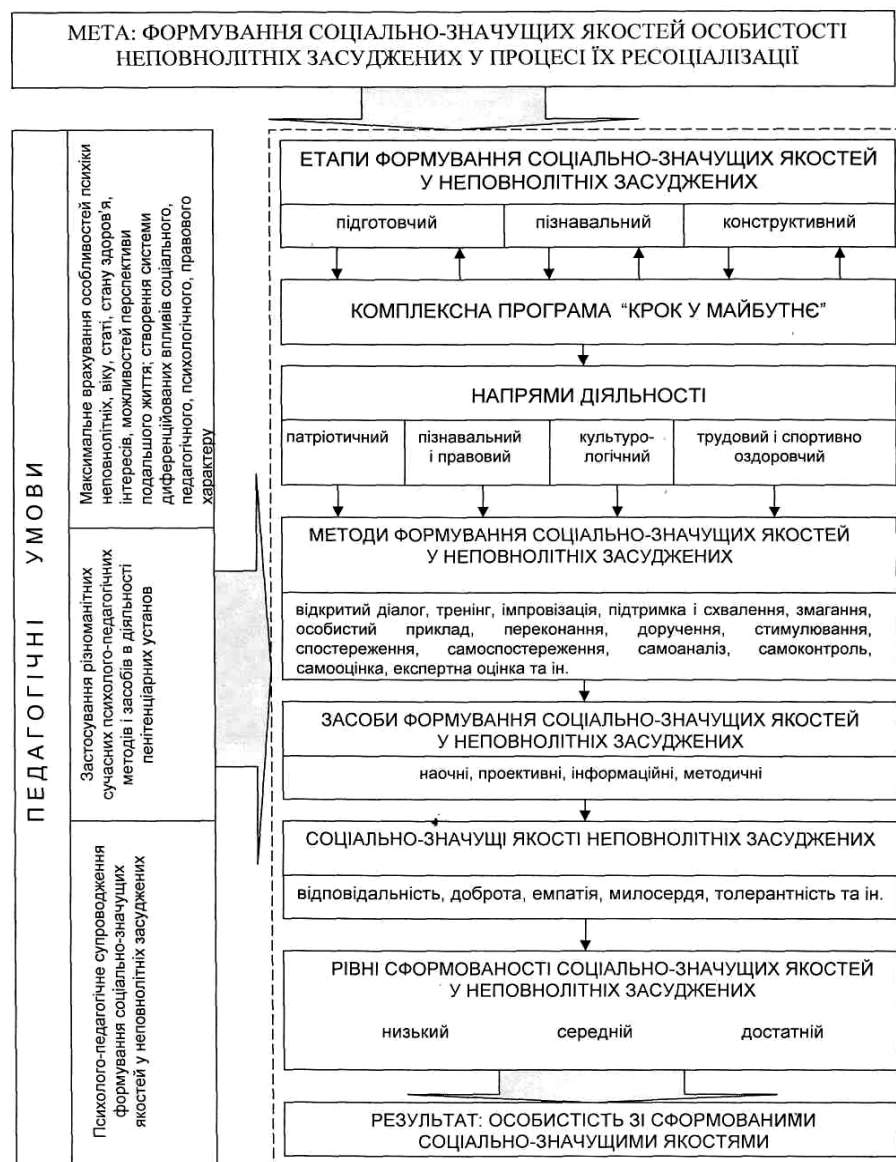 МЕТА: ФОРМУВАННЯ СОЦІАЛЬНО-ЗНАЧУЩИХ ЯКОСТЕЙ ОСОБИСТОСТІ
НЕПОВНОЛІТНІХ ЗАСУДЖЕНИХ У ПРОЦЕСІ ЇХ РЕСОЦІАЛІЗАЦІЇ
ПЕДАГОГІЧНІ УМОВИ
Максимальне врахування особливостей психіки
неповнолітніх, віку, статі, стану здоров'я,
інтересів, можливостей перспективи
подальшого життя; створення системи
диференційованих впливів соціального,
педагогічного, психологічного, правового
характеру
Застосування різноманітних
сучасних психолого-педагогічних
методів і засобів в діяльності
пенітенціарних установ
Психолого-педагогічне супроводження
формування соціально-значущих
якостей у неповнолітніх засуджених
ЕТАПИ ФОРМУВАННЯ СОЦІАЛЬНО-ЗНАЧУЩИХ ЯКОСТЕЙ
У НЕПОВНОЛІТНІХ ЗАСУДЖЕНИХ
підготовчий пізнавальний конструктивний
КОМПЛЕКСНА ПРОГРАМА “КРОК У МАЙБУТНЄ”
НАПРЯМИ ДІЯЛЬНОСТІ
патріотичний
пізнавальний
і правовий
культуро-
логічний
трудовий і спортивно
оздоровчий
МЕТОДИ ФОРМУВАННЯ СОЦІАЛЬНО-ЗНАЧУЩИХ ЯКОСТЕЙ
У НЕПОВНОЛІТНІХ ЗАСУДЖЕНИХ
відкритий діалог, тренінг, імпровізація, підтримка і схвалення, змагання,
особистий приклад, переконання, доручення, стимулювання,
спостереження, самоспостереження, самоаналіз, самоконтроль,
самооцінка, експертна оцінка та ін.
ЗАСОБИ ФОРМУВАННЯ СОЦІАЛЬНО-ЗНАЧУЩИХ ЯКОСТЕЙ
У НЕПОВНОЛІТНІХ ЗАСУДЖЕНИХ
наочні, проективні, інформаційні, методичні
СОЦІАЛЬНО-ЗНАЧУЩІ ЯКОСТІ НЕПОВНОЛІТНІХ ЗАСУДЖЕНИХ
відповідальність, доброта, емпатія, милосердя, толерантність та ін.
РІВНІ СФОРМОВАНОСТІ СОЦІАЛЬНО-ЗНАЧУЩИХ ЯКОСТЕЙ
У НЕПОВНОЛІТНІХ ЗАСУДЖЕНИХ
низький середній достатній
РЕЗУЛЬТАТ: ОСОБИСТІСТЬ ЗІ СФОРМОВАНИМИ
СОЦІАЛЬНО-ЗНАЧУЩИМИ ЯКОСТЯМИ